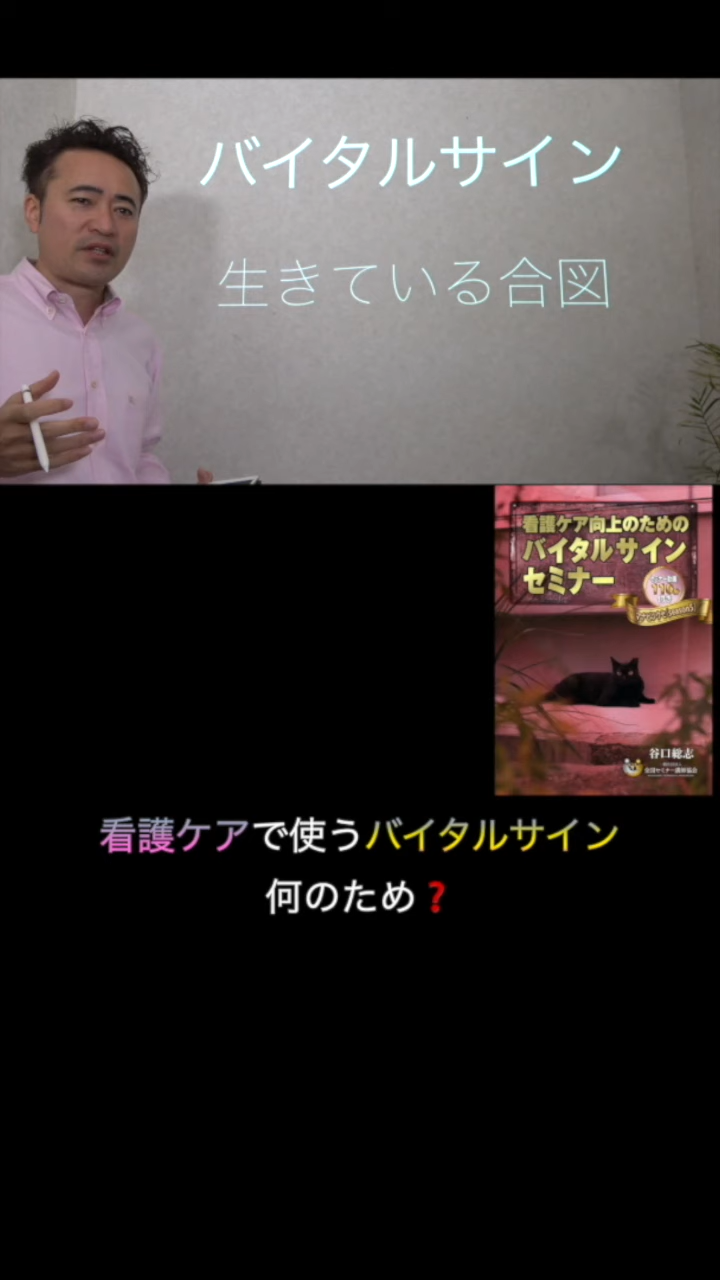 バイタルサイン
生きている合図
看護ケア向上のための
バイタルサイン
セミナー
谷口総志
看護ケアで使うバイタルサイン
何のため❓